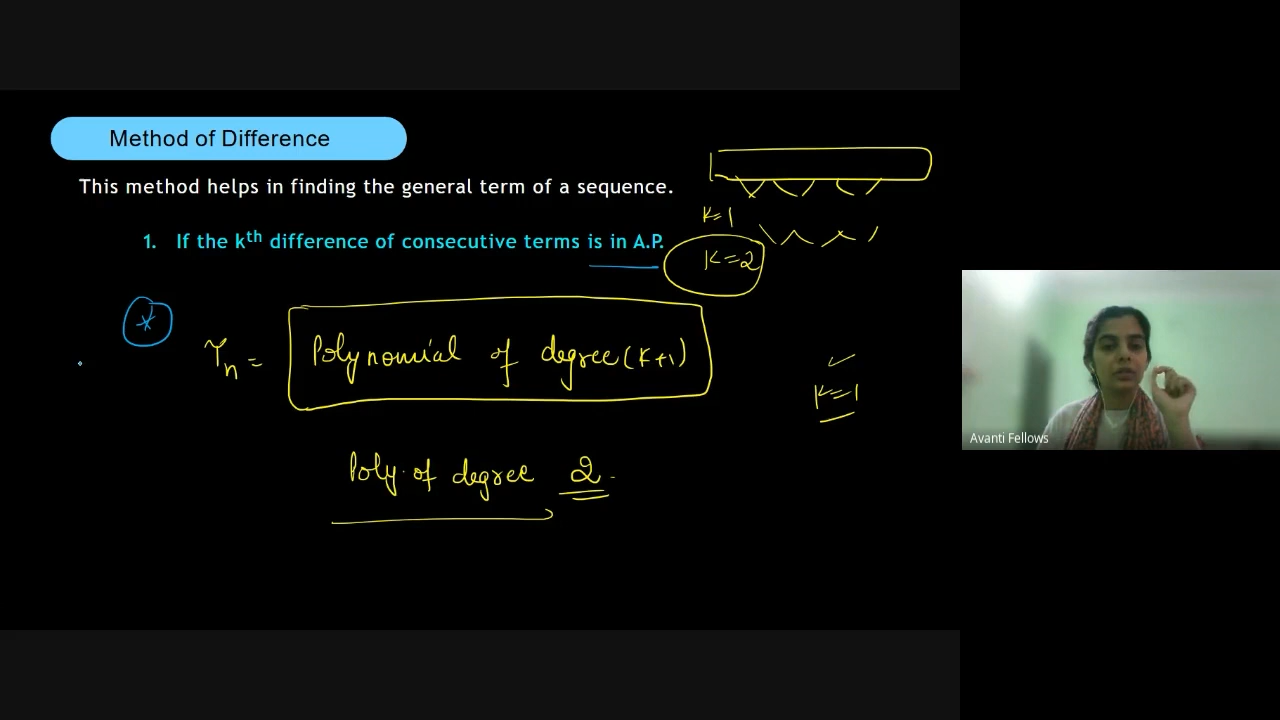 Method of Difference
This method helps in finding the general term of a sequence.
1. If the kth difference of consecutive terms is in A.P.
K=1
K=2
Tn = Polynomial of degree (K+1)
K=1
Poly. of degree 2.
Avanti Fellows